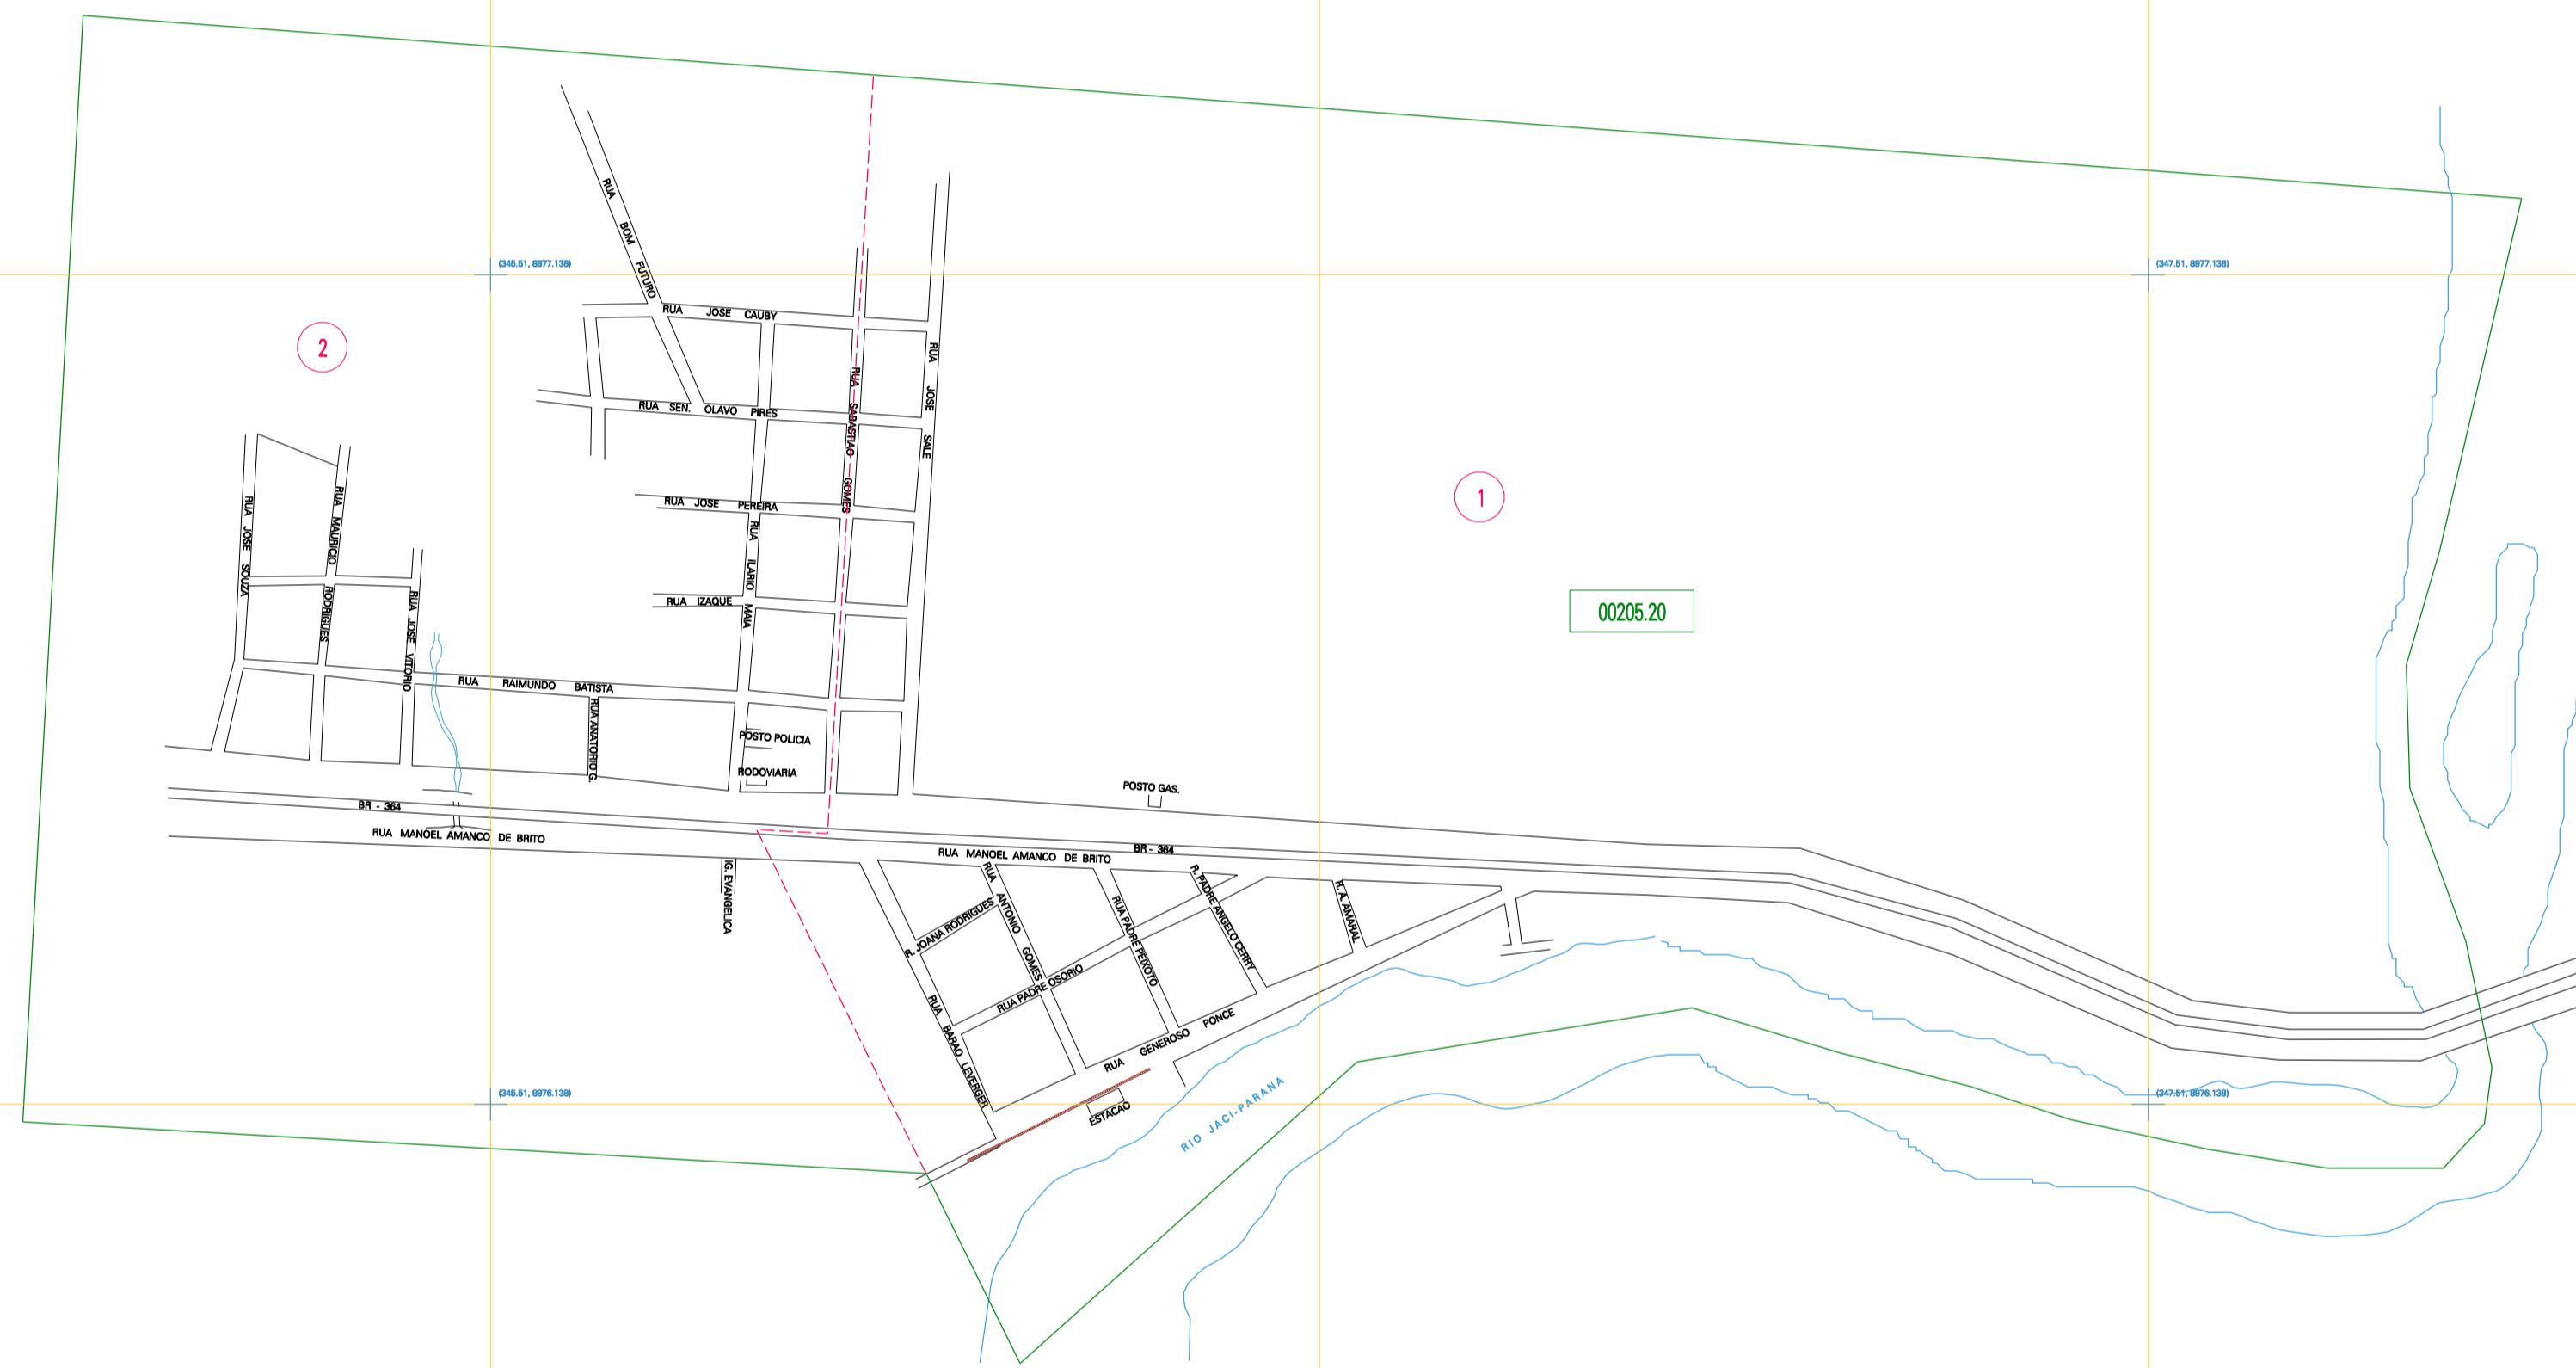 RUA BOM FUTURO
(345.51, 8977.138)
(347.51, 8977.138)
RUA JOSE CAUBY
2
RUA JOSE SALE
RUA SABASTIAO GOMES
RUA SEN. OLAVO PIRES
1
RUA JOSE SOUZA
RUA MAURICIO RODRIGUES
RUA JOSE PEREIRA
RUA ILARIO MAIA
RUA IZAQUE
RUA JOSE VITORIO
00205.20
RUA RAIMUNDO BATISTA
RUA ANATORIO G.
POSTO POLICIA
RODOVIARIA
POSTO GAS.
BR - 364
RUA MANOEL AMANCO DE BRITO
BR - 364
RUA MANOEL AMANCO DE BRITO
IG. EVANGELICA
RUA ANTONIO GOMES
R. PADRE ANGELO CERRY
R. A. AMARAL
RUA PADRE PEIXOTO
R. JOANA RODRIGUES
RUA PADRE OSORIO
RUA BARAO LEVERGER
RUA GENEROSO PONCE
(345.51, 8976.138)
(347.51, 8976.138)
ESTACAO
RIO JACI-PARANA